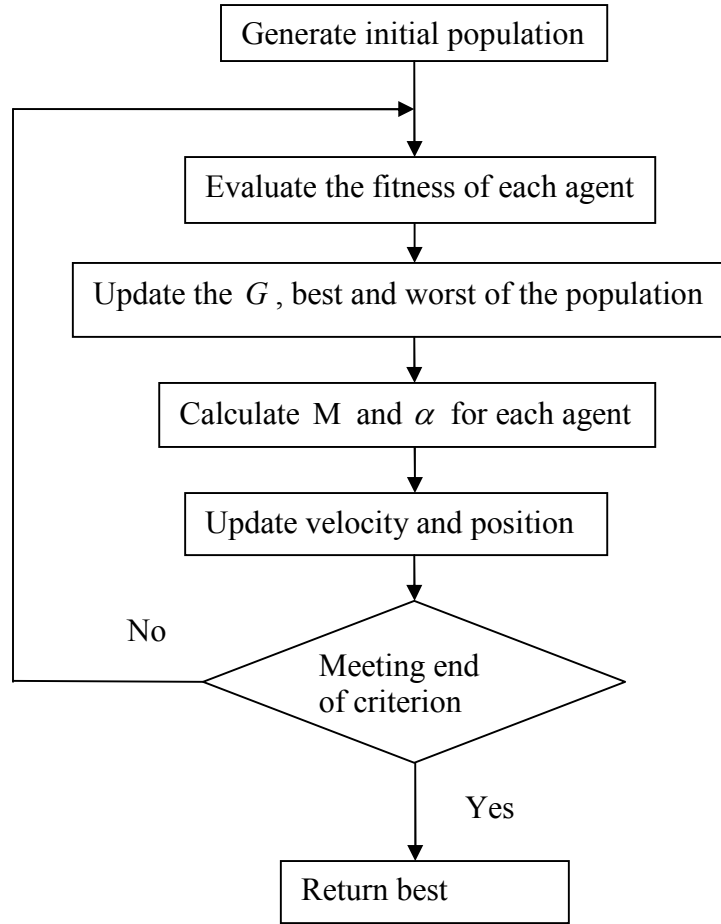 Generate initial population
Evaluate the fitness of each agent
Update the G , best and worst of the population
Calculate M and α for each agent
Update velocity and position
No
Meeting end
of criterion
Yes
Return best